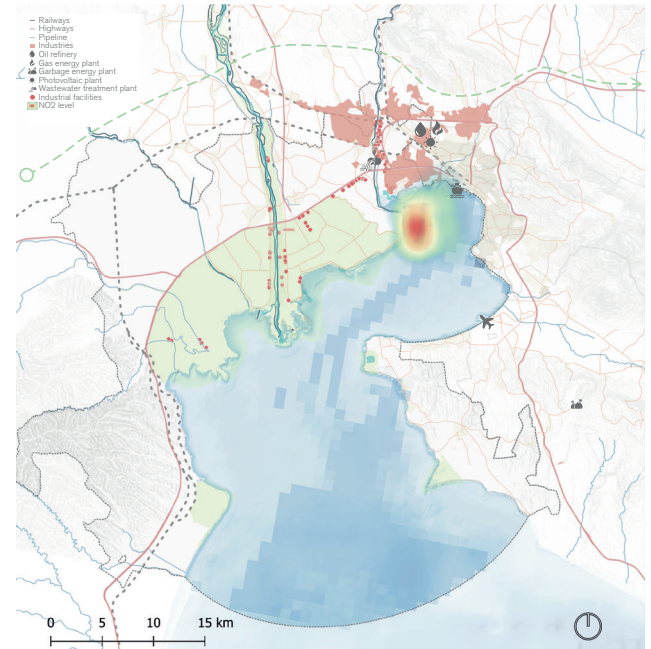 Railways
Highways
Pipeline
Industries
Oil refinery
Gas energy plant
Garbage energy plant
Photovoltaic plant
Wastewater treatment plant
Industrial facilities
NO2 level
0 5 10 15 km